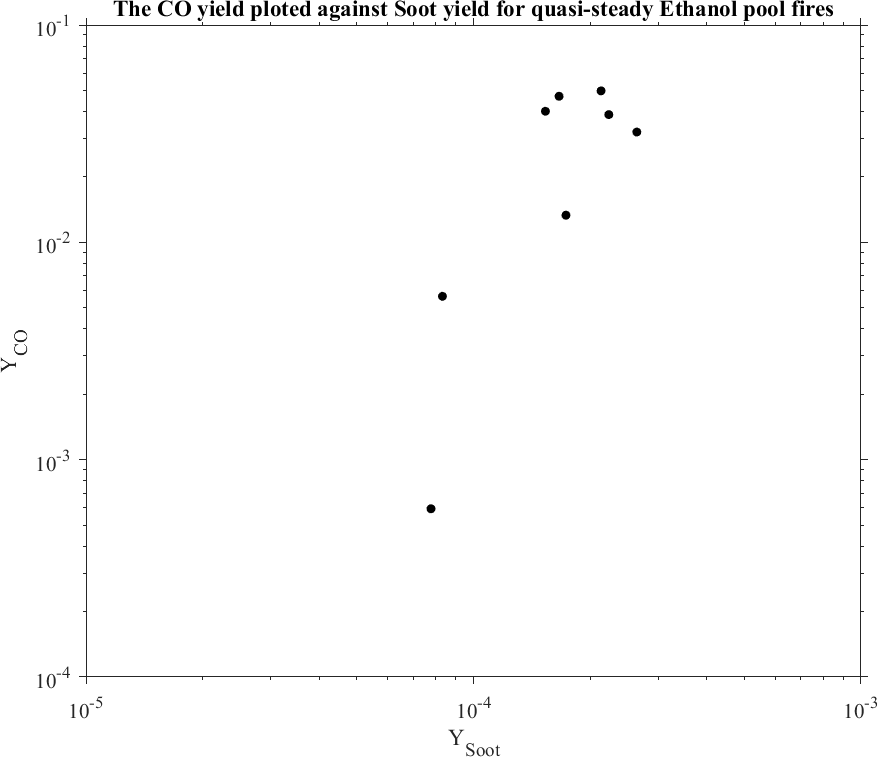 The CO yield ploted against Soot yield for quasi-steady Ethanol pool fires
10^-1
10^-2
10^-3
10^-4
Y_CO
10^-5
10^-4
10^-3
Y_Soot